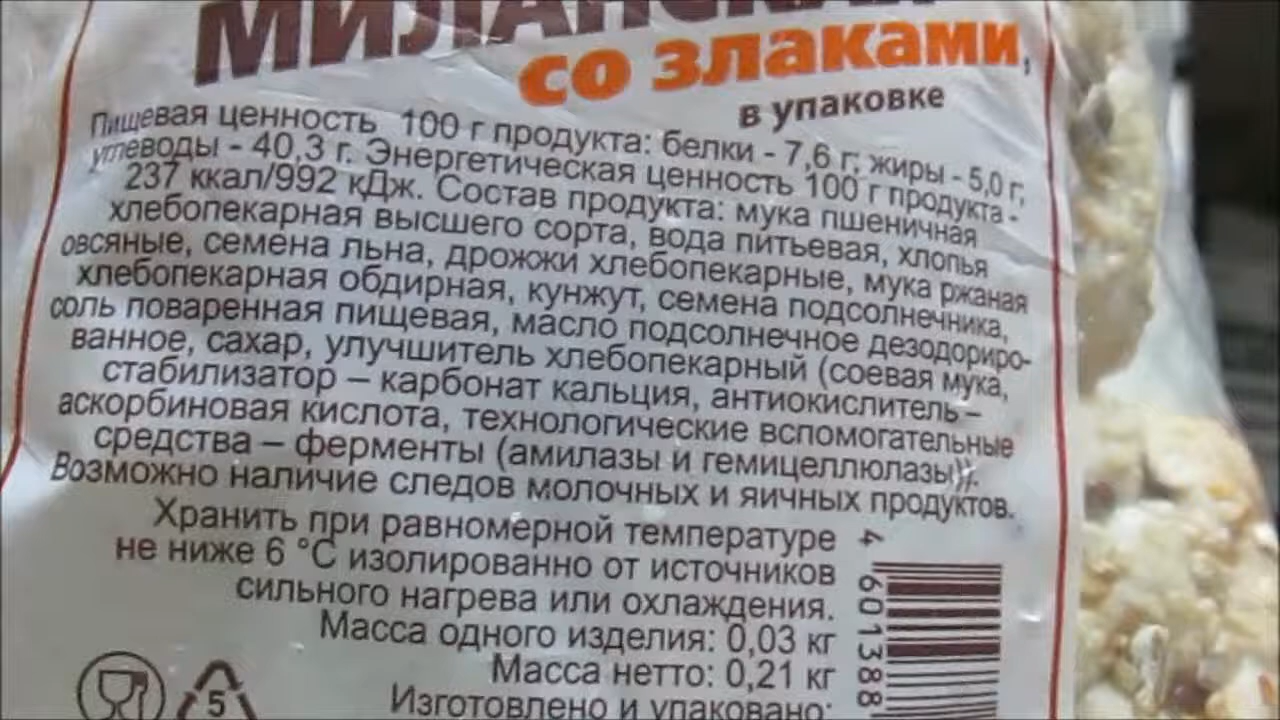 МИЛАНСКАЯ
со злаками,
в упаковке
Пищевая ценность 100 г продукта: белки - 7,6 г; жиры - 5,0 г;
углеводы - 40,3 г. Энергетическая ценность 100 г продукта -
237 ккал/992 кДж. Состав продукта: мука пшеничная
хлебопекарная высшего сорта, вода питьевая, хлопья
овсяные, семена льна, дрожжи хлебопекарные, мука ржаная
хлебопекарная обдирная, кунжут, семена подсолнечника,
соль поваренная пищевая, масло подсолнечное дезодориро-
ванное, сахар, улучшитель хлебопекарный (соевая мука,
стабилизатор – карбонат кальция, антиокислитель –
аскорбиновая кислота, технологические вспомогательные
средства – ферменты (амилазы и гемицеллюлазы)).
Возможно наличие следов молочных и яичных продуктов.
Хранить при равномерной температуре
не ниже 6 °С изолированно от источников
сильного нагрева или охлаждения.
Масса одного изделия: 0,03 кг
Масса нетто: 0,21 кг
Изготовлено и упаковано:
4 601388
5